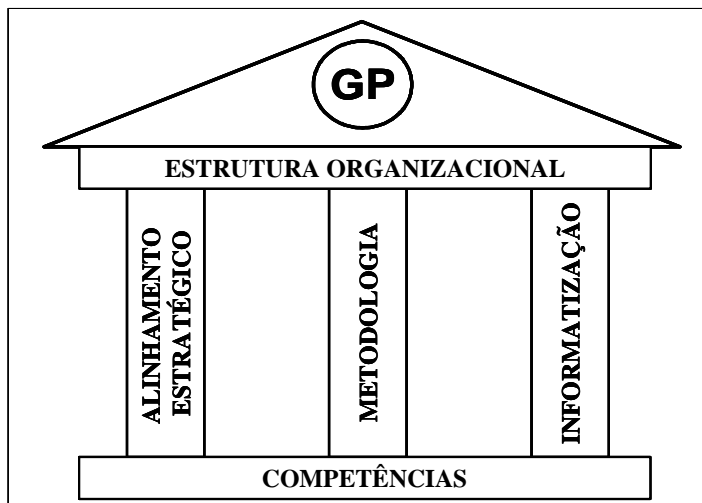 GP
ESTRUTURA ORGANIZACIONAL
ALINHAMENTO
ESTRATÉGICO
METODOLOGIA
INFORMATIZAÇÃO
COMPETÊNCIAS